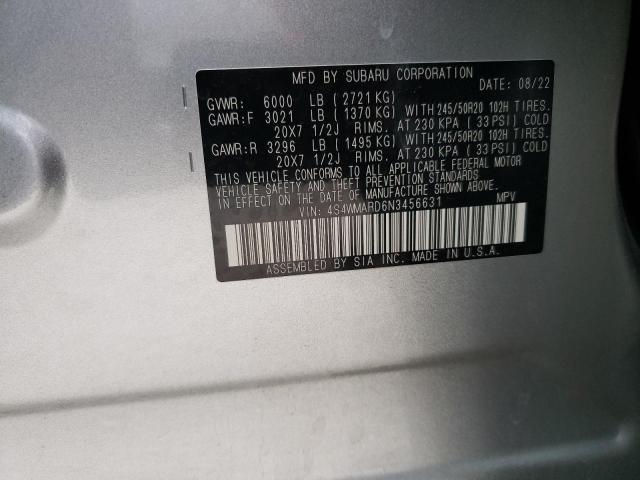 MFD BY SUBARU CORPORATION DATE: 08/22
GVWR: 6000 LB (2721KG)
GAWR:F 3021 LB (1370 KG) WITH 245/50R20 102H TIRES.
20X7 1/2J RIMS. AT 230 KPA (33 PSI) COLD
GAWR:R 3296 LB (1495 KG) WITH 245/50R20 102H TIRES.
20X7 1/2J RIMS. AT 230 KPA (33 PSI) COLD
THIS VEHICLE CONFORMS TO ALL APPLICABLE FEDERAL MOTOR
VEHICLE SAFETY AND THEFT PREVENTION STANDARDS
IN EFFECT ON THE DATE OF MANUFACTURE SHOWN ABOVE.
VIN: 4S4WMARD6N3456631 MPV
ASSEMBLED BY SIA INC. MADE IN U.S.A.